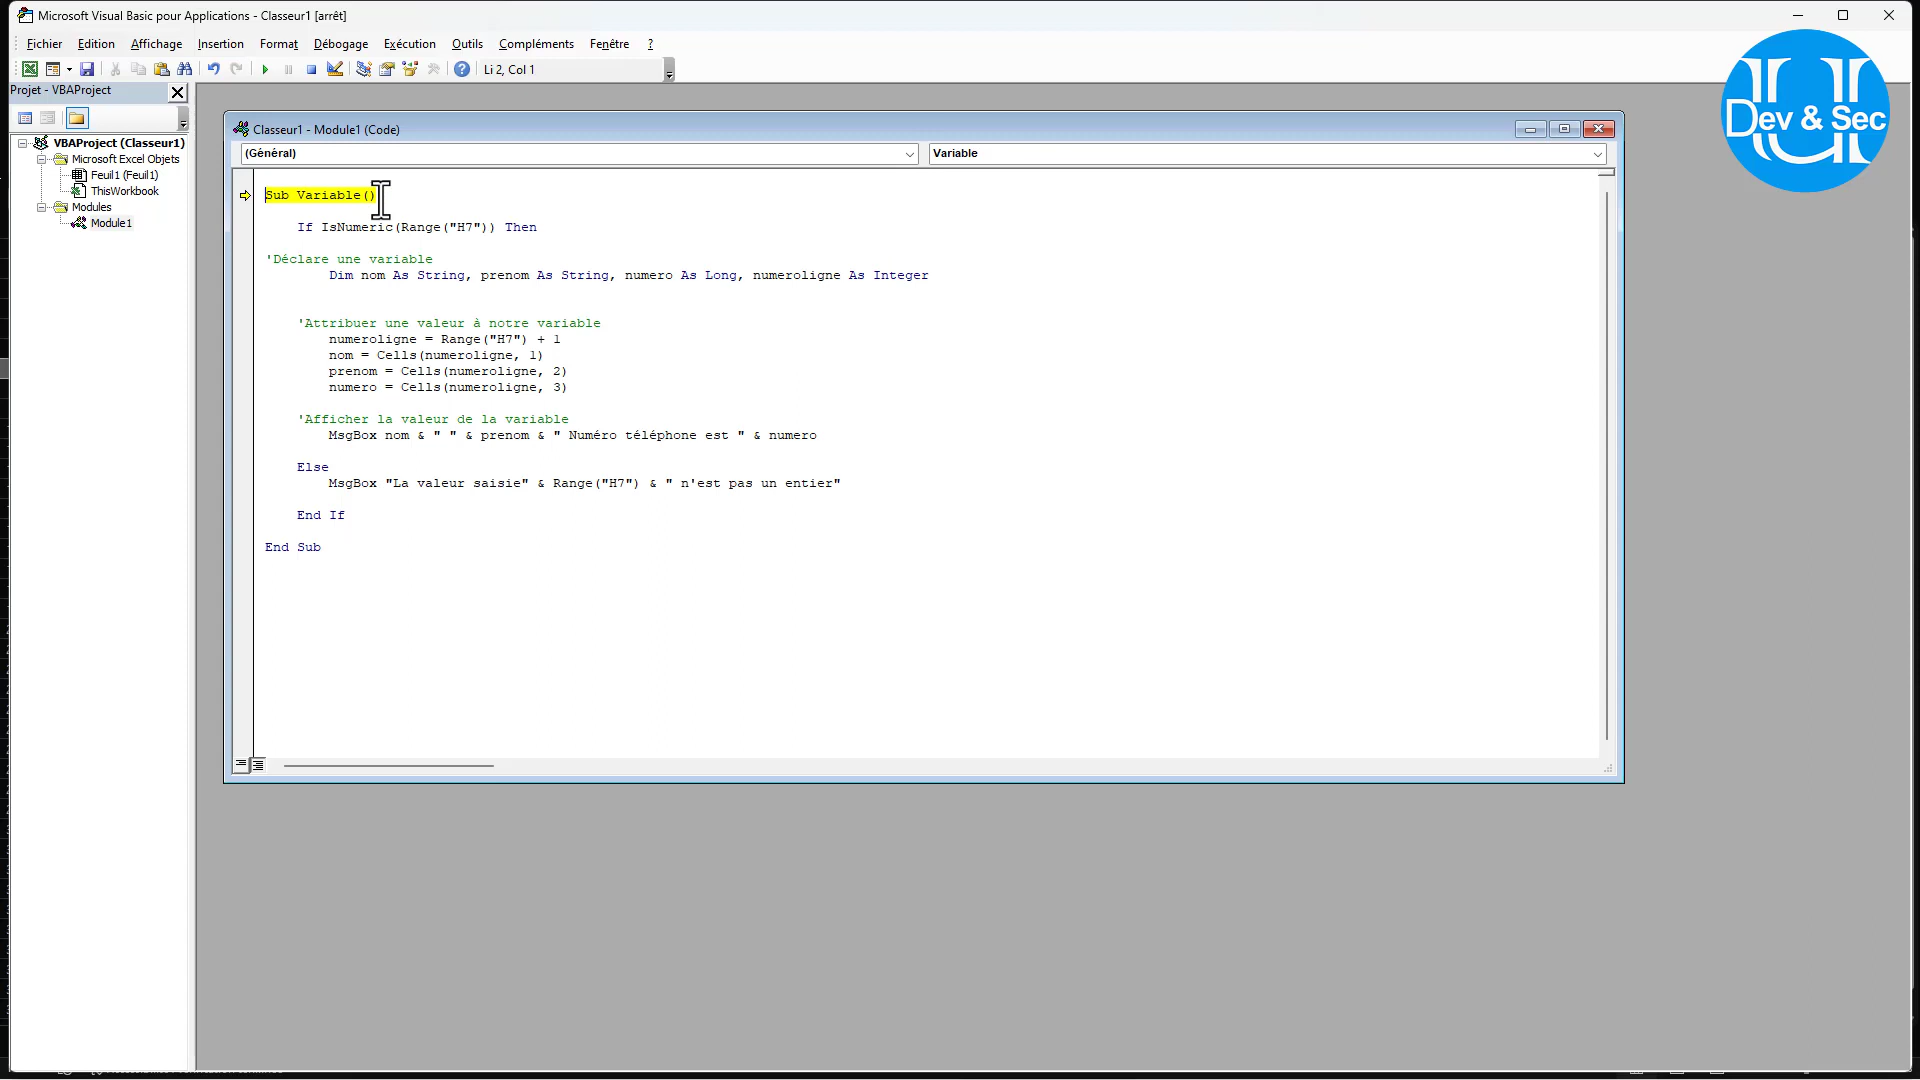 Microsoft Visual Basic pour Applications - Classeur1 [arrêt]
Fichier Edition Affichage Insertion Format Débogage Exécution Outils Compléments Fenêtre ?
Li 2, Col 1
Dev & Sec
Projet - VBAProject
VBAProject (Classeur1)
Microsoft Excel Objets
Feuil1 (Feuil1)
ThisWorkbook
Modules
Module1
Classeur1 - Module1 (Code)
(Général) Variable
Sub Variable()
If IsNumeric(Range("H7")) Then
'Déclare une variable
Dim nom As String, prenom As String, numero As Long, numeroligne As Integer
'Attribuer une valeur à notre variable
numeroligne = Range("H7") + 1
nom = Cells(numeroligne, 1)
prenom = Cells(numeroligne, 2)
numero = Cells(numeroligne, 3)
'Afficher la valeur de la variable
MsgBox nom & " " & prenom & " Numéro téléphone est " & numero
Else
MsgBox "La valeur saisie" & Range("H7") & " n'est pas un entier"
End If
End Sub